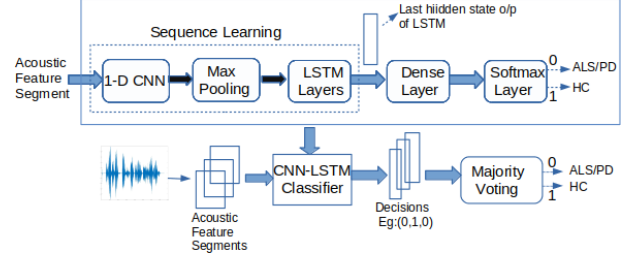 Sequence Learning
Last hiidden state o/p
of LSTM
Acoustic
Feature
Segment
1-D CNN
Max
Pooling
LSTM
Layers
Dense
Layer
Softmax
Layer
0
ALS/PD
1
HC
CNN-LSTM
Classifier
Majority
Voting
0
ALS/PD
1
HC
Acoustic
Feature
Segments
Decisions
Eg:(0,1,0)